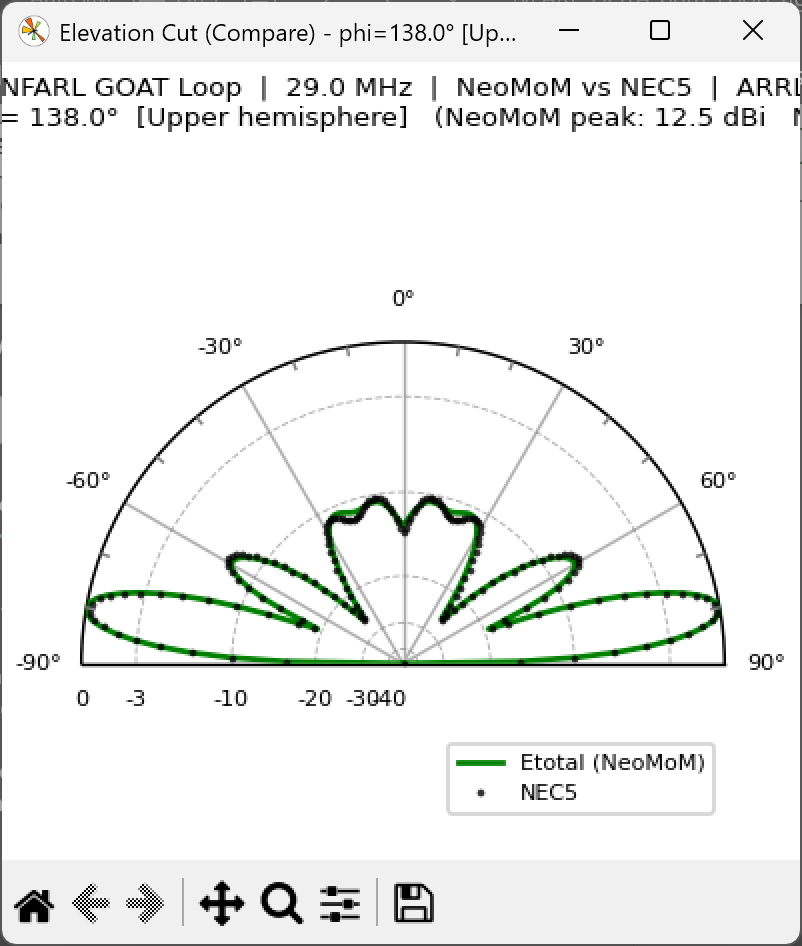 Elevation Cut (Compare) - phi=138.0° [Up...
NFARL GOAT Loop | 29.0 MHz | NeoMoM vs NEC5 | ARRL
= 138.0° [Upper hemisphere] (NeoMoM peak: 12.5 dBi
0°
-30° 30°
-60° 60°
-90° 90°
0 -3 -10 -20 -30 -40
Etotal (NeoMoM)
NEC5